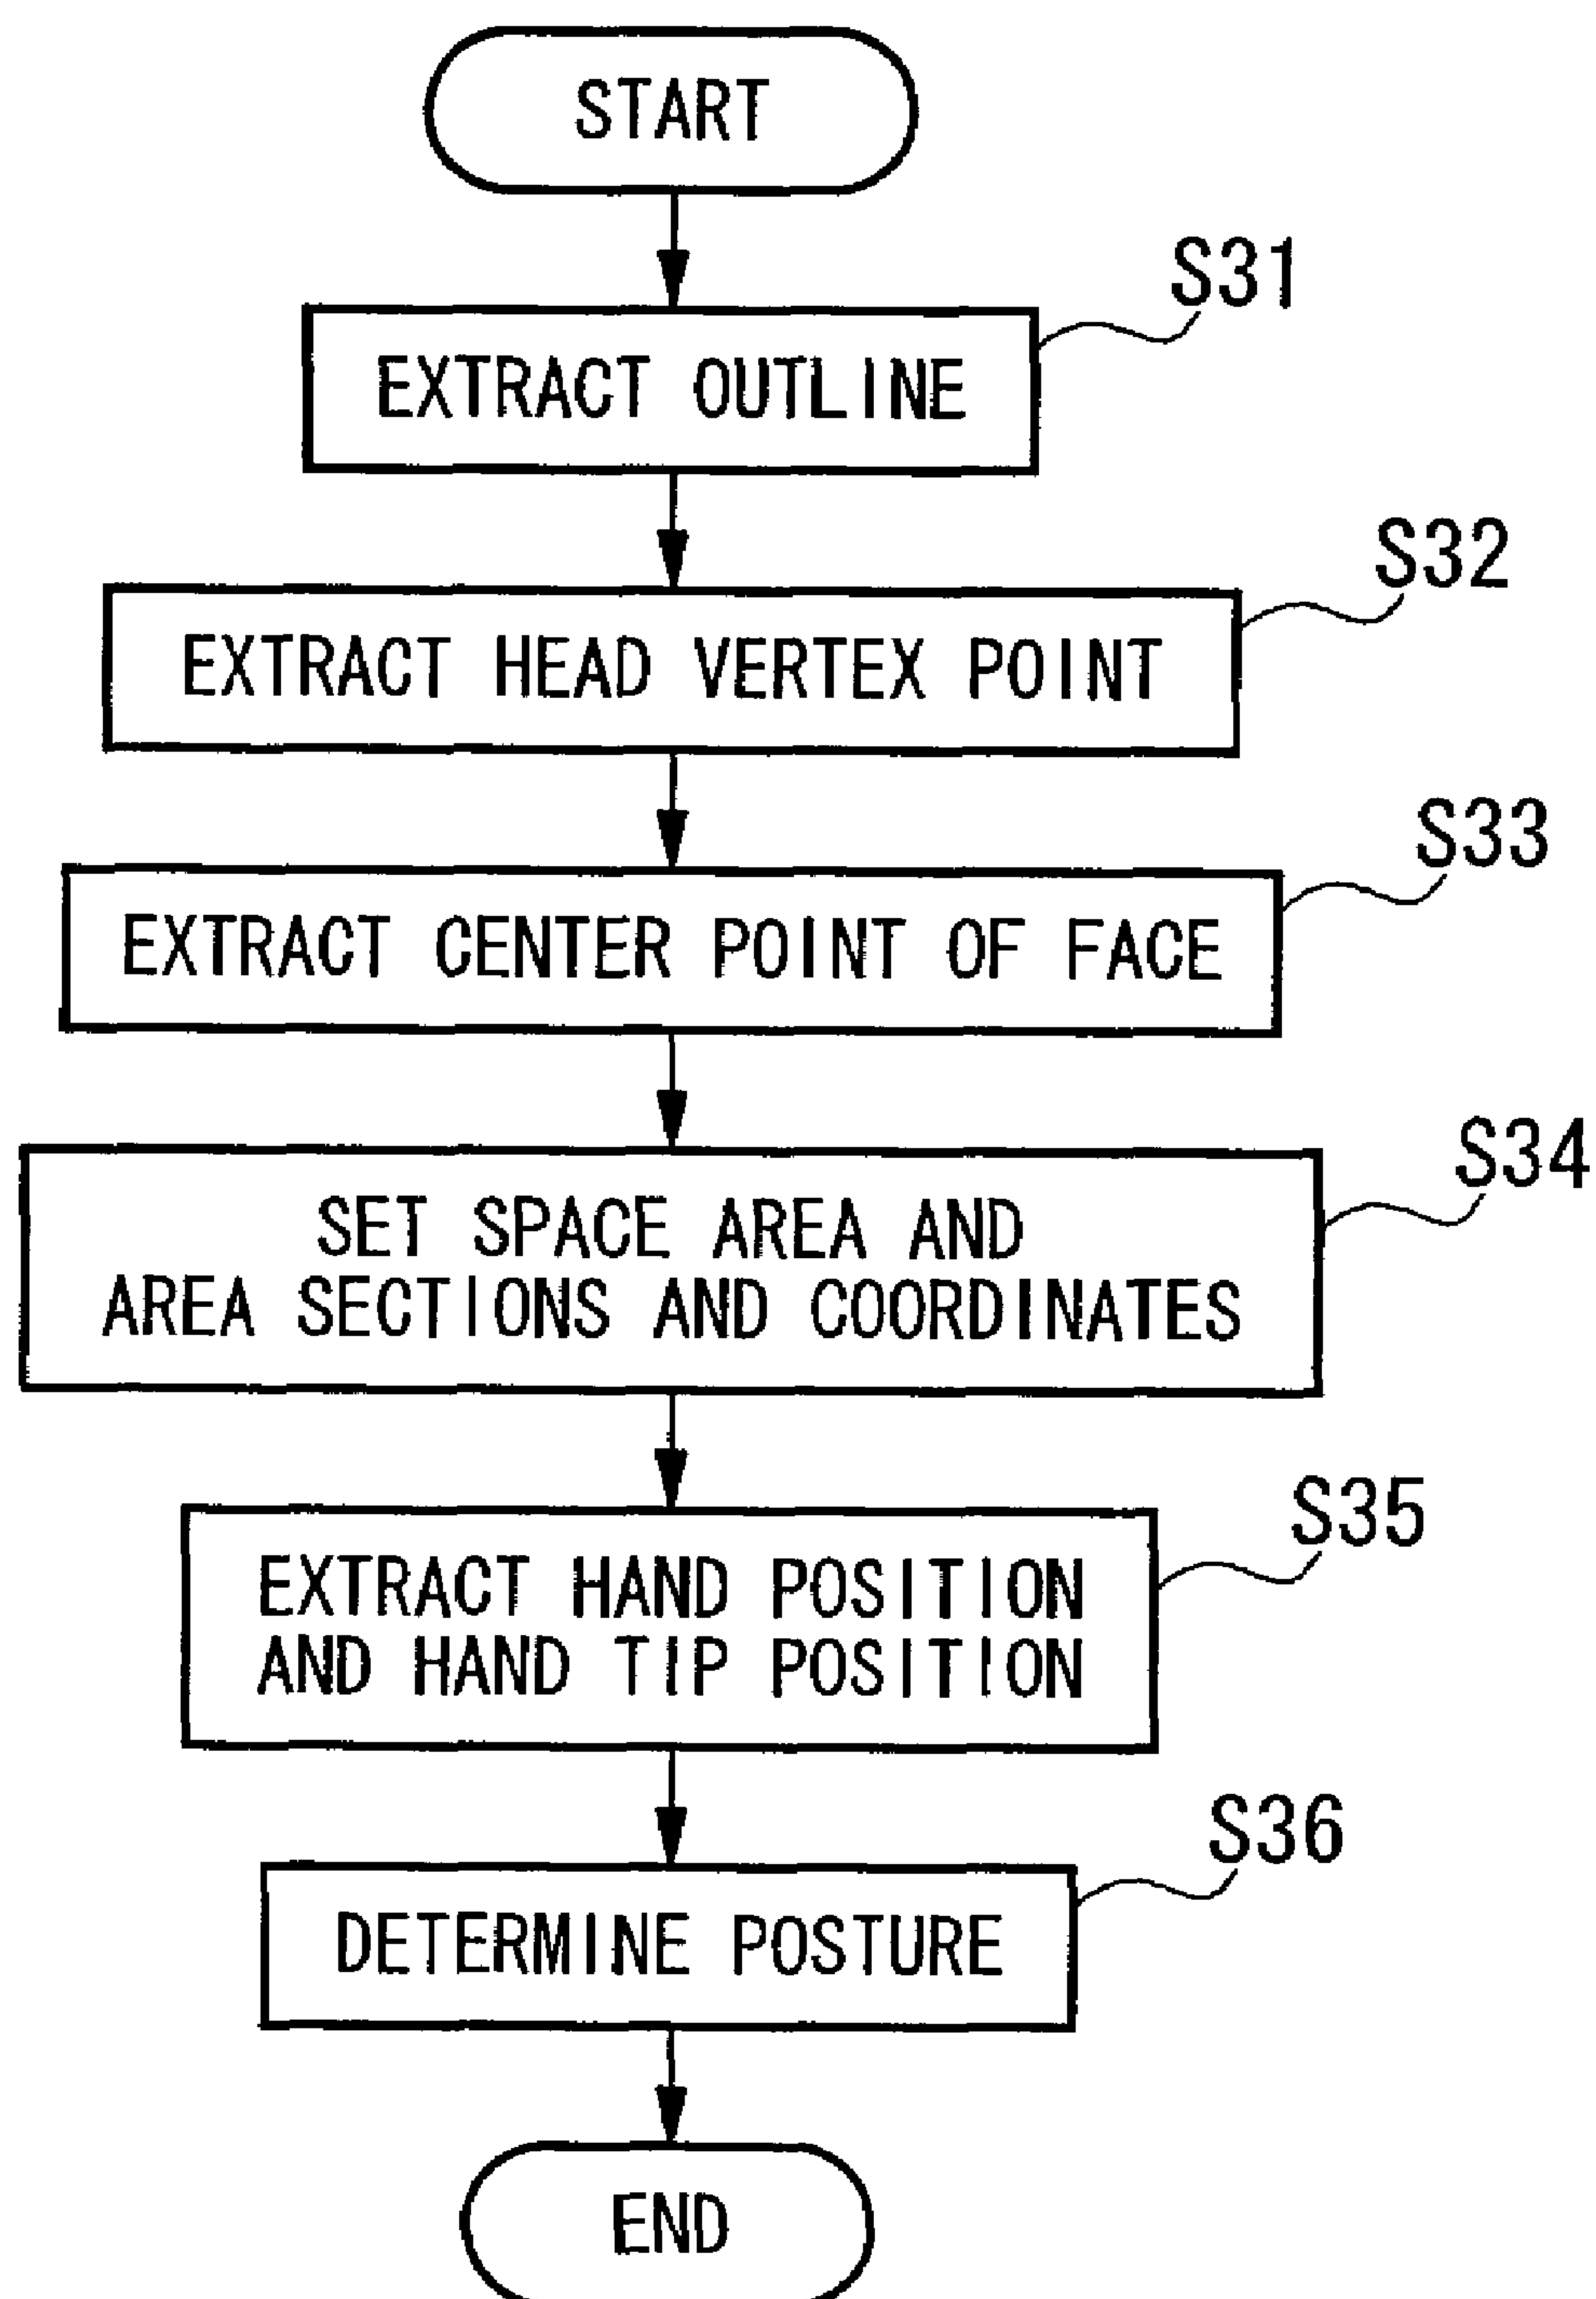 START
S31
EXTRACT OUTLINE
S32
EXTRACT HEAD VERTEX POINT
S33
EXTRACT CENTER POINT OF FACE
S34
SET SPACE AREA AND
AREA SECTIONS AND COORDINATES
S35
EXTRACT HAND POSITION
AND HAND TIP POSITION
S36
DETERMINE POSTURE
END